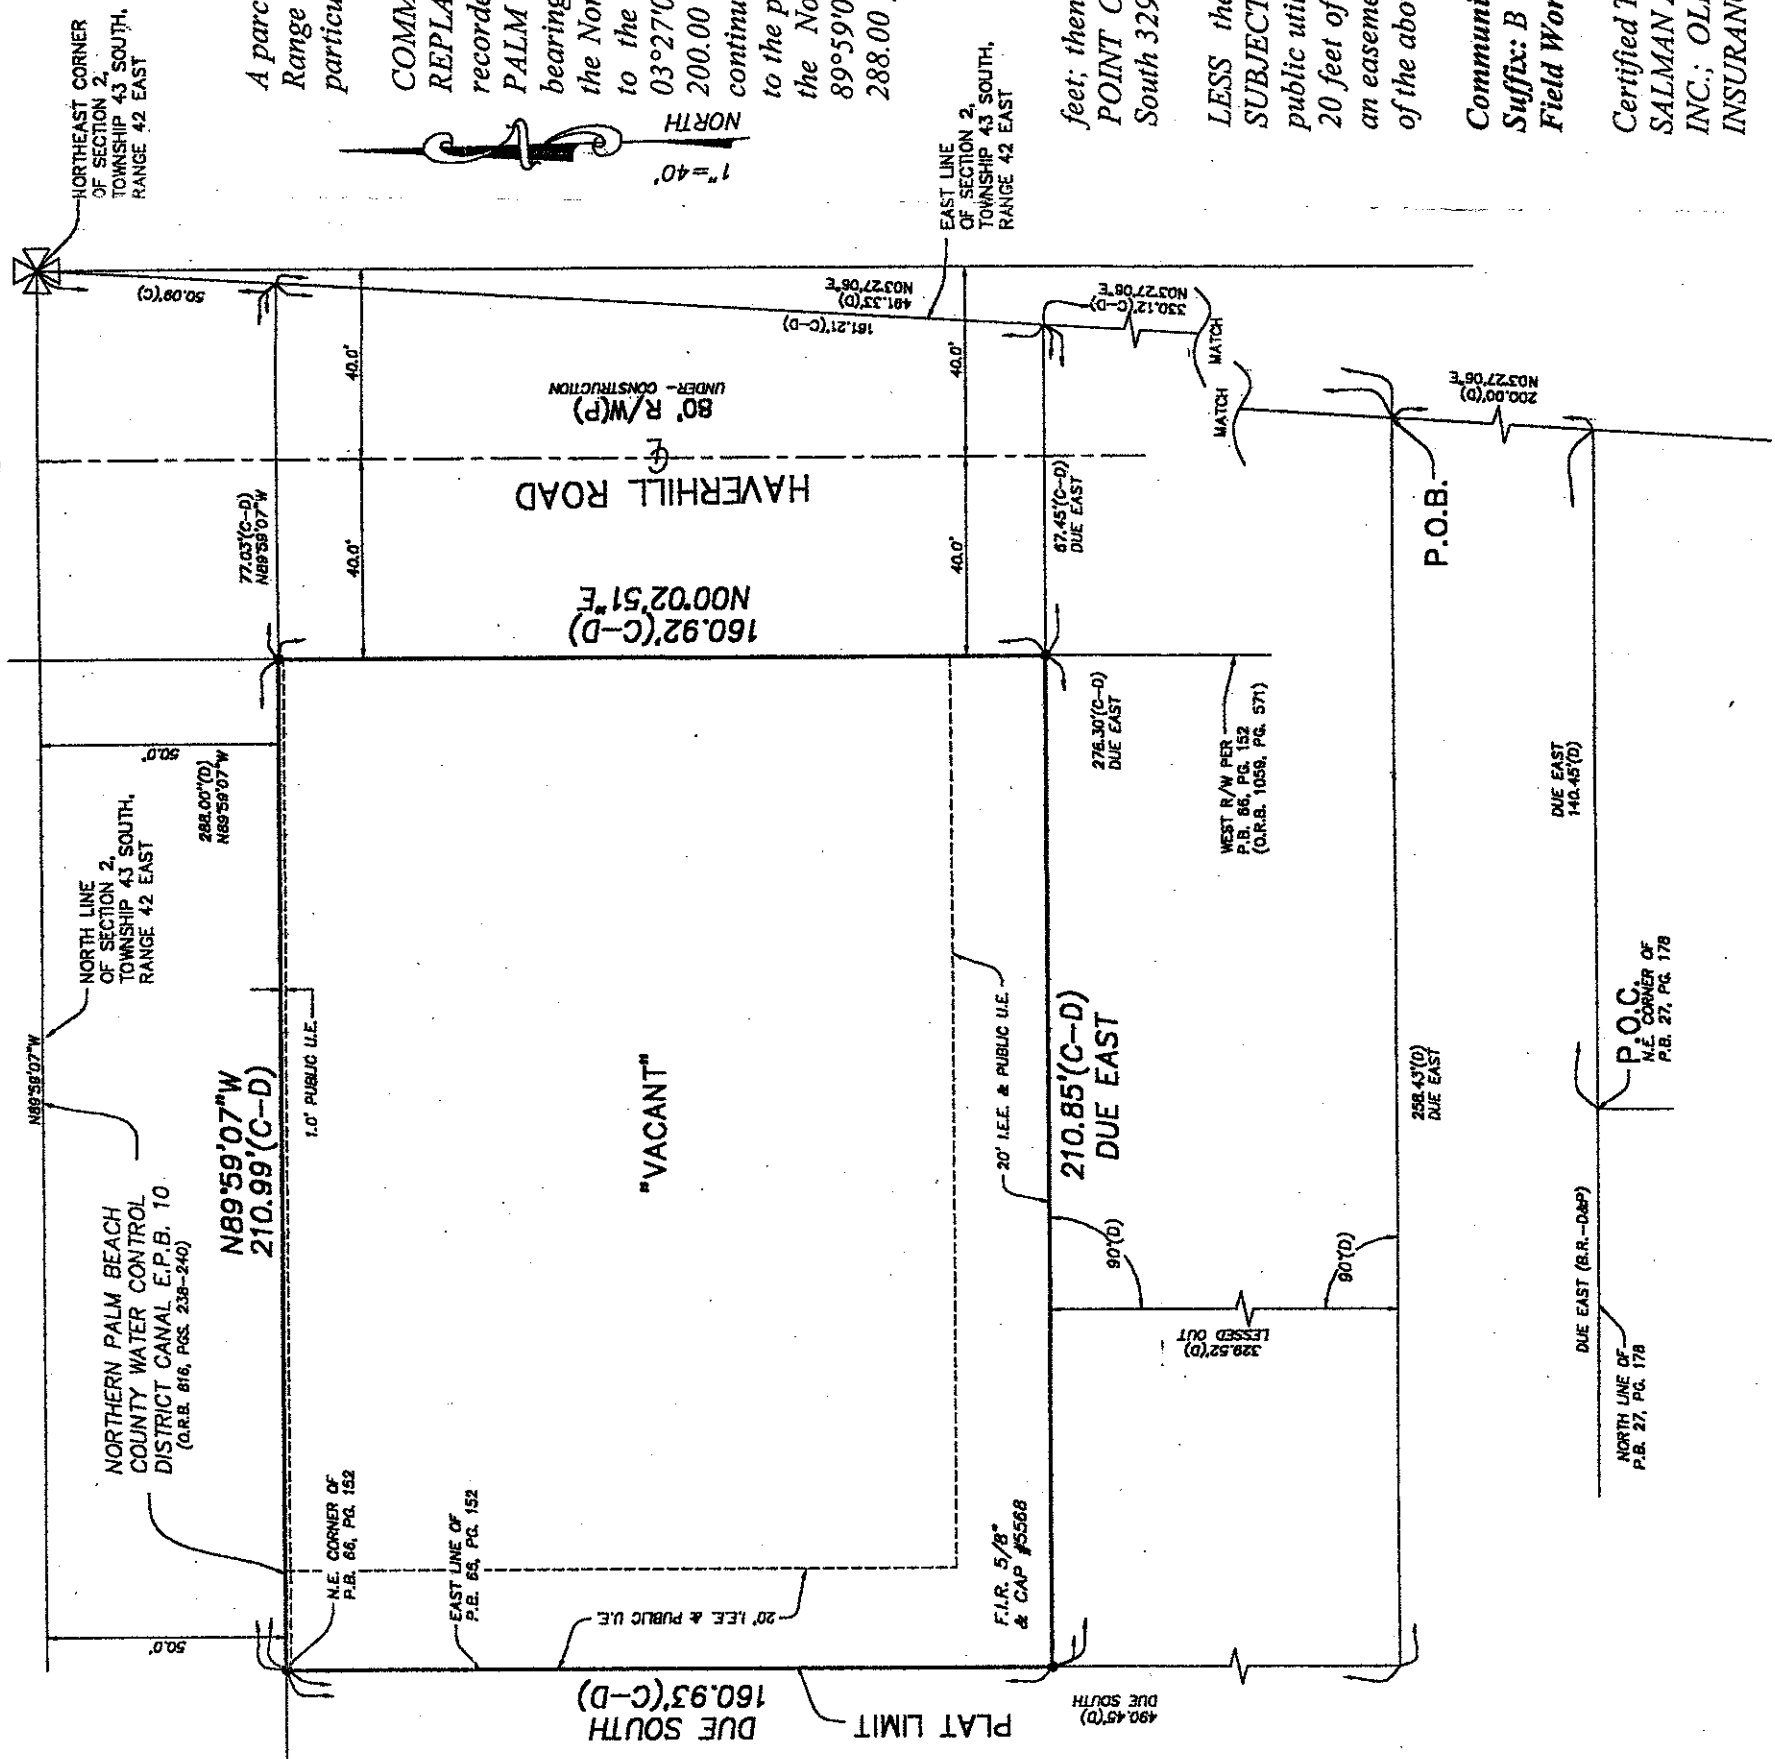 NORTHEAST CORNER
OF SECTION 2,
TOWNSHIP 43 SOUTH,
RANGE 42 EAST
N89°59'07"W
NORTH LINE
OF SECTION 2,
TOWNSHIP 43 SOUTH,
RANGE 42 EAST
NORTHERN PALM BEACH
COUNTY WATER CONTROL
DISTRICT CANAL E.P.B. 10
(O.R.B. 816, PGS. 238-240)
50.0'
50.0'
50.09'(C)
288.00'(D)
N89°59'07"W
77.03'(C-D)
N89°59'07"W
N89°59'07"W
210.99'(C-D)
1.0' PUBLIC U.E.
N.E. CORNER OF
P.B. 66, PG. 152
EAST LINE OF
P.B. 66, PG. 152
40.0'
40.0'
HAVERHILL ROAD
80' R/W(P)
UNDER-CONSTRUCTION
160.92'(C-D)
N00°02'51"E
491.33'(D)
N03°27'06"E
161.21'(C-D)
EAST LINE
OF SECTION 2,
TOWNSHIP 43 SOUTH,
RANGE 42 EAST
1"=40'
NORTH
"VACANT"
20' I.E.E. & PUBLIC U.E.
20' I.E.E. & PUBLIC U.E.
F.I.R. 5/8"
& CAP #5568
DUE SOUTH
160.93'(C-D)
PLAT LIMIT
490.45'(D)
DUE SOUTH
210.85'(C-D)
DUE EAST
40.0'
40.0'
67.45'(C-D)
DUE EAST
276.30'(C-D)
DUE EAST
330.12'(C-D)
N03°27'06"E
MATCH
MATCH
WEST R/W PER
P.B. 66, PG. 152
(O.R.B. 1059, PG. 571)
90°(D)
90°(D)
329.52'(D)
LESSED OUT
258.43'(D)
DUE EAST
P.O.B.
200.00'(D)
N03°27'06"E
DUE EAST
140.45'(D)
P.O.C.
N.E. CORNER OF
P.B. 27, PG. 178
DUE EAST (B.R.-D&P)
NORTH LINE OF
P.B. 27, PG. 178
A parc
Range
particu
COMM
REPLA
recorde
PALM
bearing
the Nor
to the
03°27'0
200.00
continu
to the p
the No
89°59'0
288.00
feet; then
POINT C
South 329
LESS the
SUBJECT
public uti
20 feet of
an easeme
of the abo
Communi
Suffix: B
Field Wor
Certified T
SALMAN
INC.; OLD
INSURANC